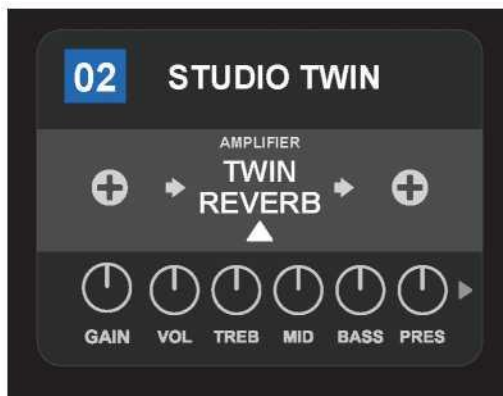 02 STUDIO TWIN
AMPLIFIER
TWIN
REVERB
GAIN VOL TREB MID BASS PRES